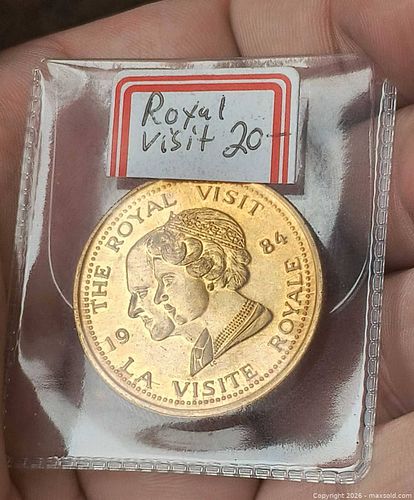 Royal
visit 20-
THE ROYAL VISIT
19 84
LA VISITE ROYALE
Copyright 2026 - maxsold.com